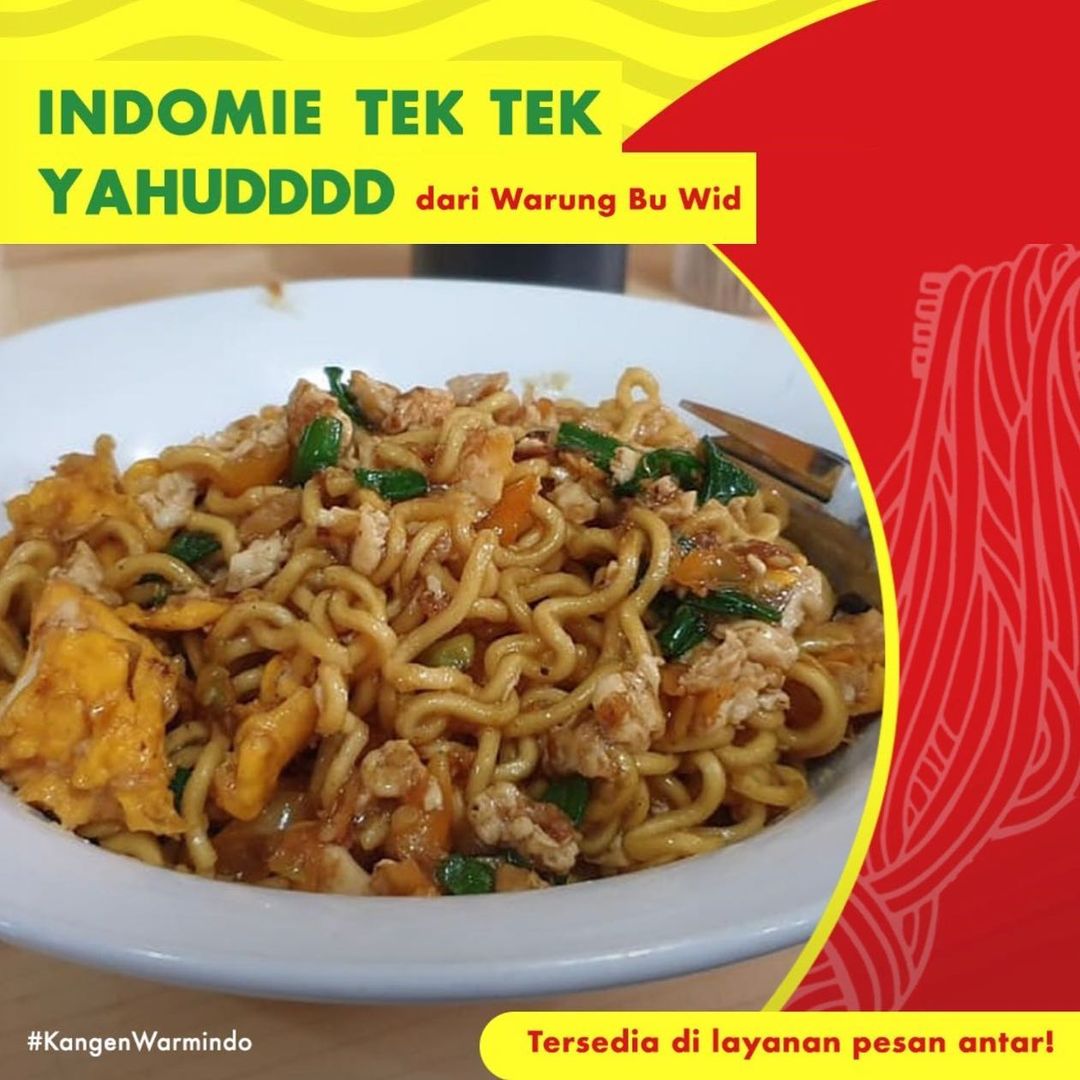 INDOMIE TEK TEK
YAHUDDDD dari Warung Bu Wid
#KangenWarmindo
Tersedia di layanan pesan antar!